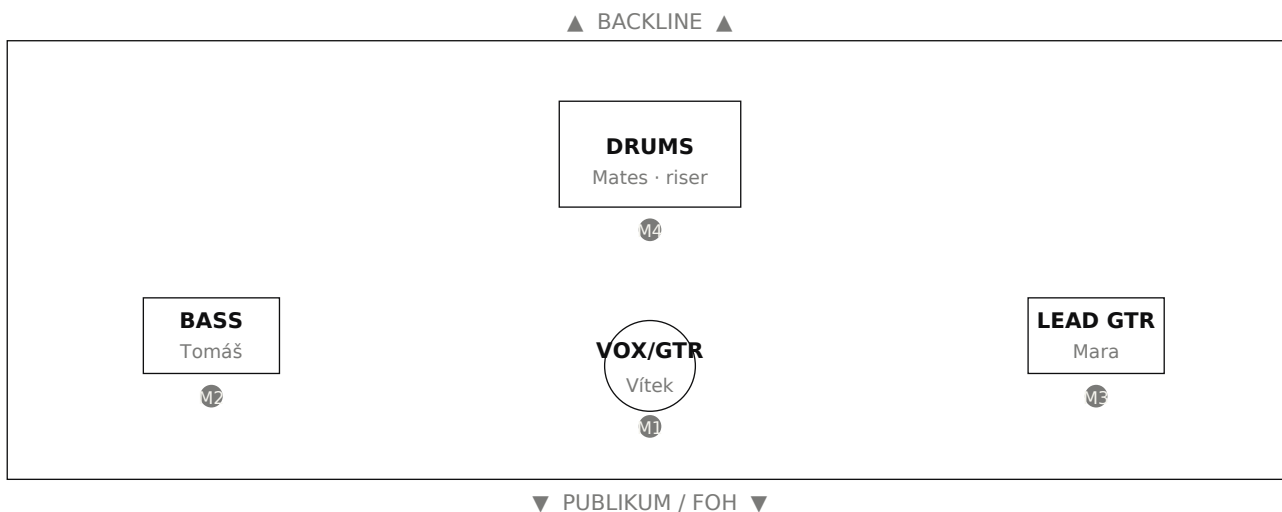 ▲ BACKLINE ▲
DRUMS
Mates · riser
M4
BASS
Tomáš
M2
VOX/GTR
Vítek
M1
LEAD GTR
Mara
M3
▼ PUBLIKUM / FOH ▼